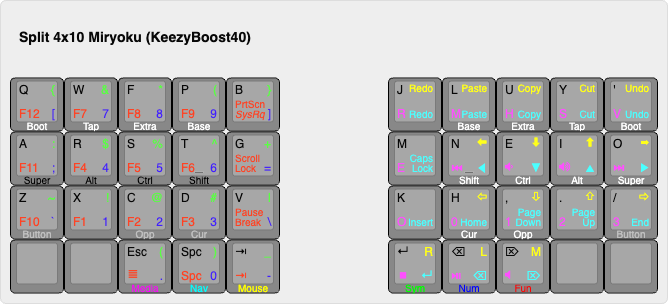 Split 4x10 Miryoku (KeezyBoost40)
Q { W & F * P ( B } J Redo L Paste U Copy Y Cut ' Undo
F12 [ F7 7 F8 8 F9 9 PrtScn SysRq ] R Redo M Paste H Copy S Cut V Undo
Boot Tap Extra Base Base Extra Tap Boot
A : R $ S % T ^ G + M N ⬅ E ⬇ I ⬆ O ➡
F11 ; F4 4 F5 5 F6 _ 6 Scroll Lock = E Caps Lock _ ◀ ▼ ▲ ▶
Super Alt Ctrl Shift Shift Ctrl Alt Super
Z ~ X ! C @ D # V | K H ⇦ , ⇩ . ⇧ / ⇨
F10 ` F1 1 F2 2 F3 3 Pause Break \ O Insert 0 Home 1 Page Down 2 Page Up 3 End
Button Opp Cur Cur Opp Button
Esc ( Spc ) ⇥ _ ↵ R ⌫ L ⌦ M
≣ . Spc 0 ⇥ - ■ ↵ ⌫ ⌦
Media Nav Mouse Sym Num Fun